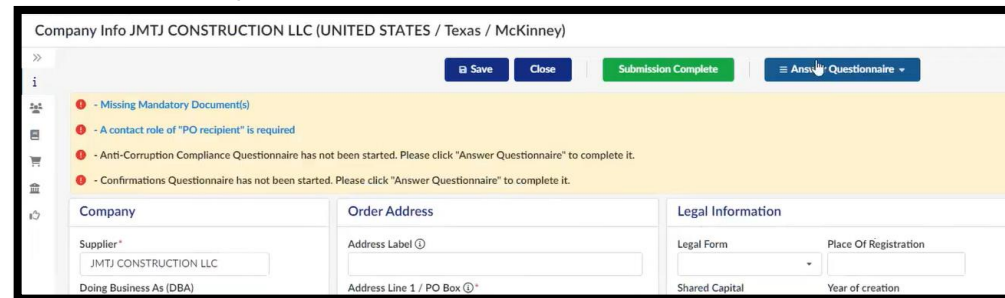 Company Info JMTJ CONSTRUCTION LLC (UNITED STATES / Texas / McKinney)
Save Close Submission Complete Answer Questionnaire
- Missing Mandatory Document(s)
- A contact role of "PO recipient" is required
- Anti-Corruption Compliance Questionnaire has not been started. Please click "Answer Questionnaire" to complete it.
- Confirmations Questionnaire has not been started. Please click "Answer Questionnaire" to complete it.
Company Order Address Legal Information
Supplier* Address Label Legal Form Place Of Registration
JMTJ CONSTRUCTION LLC
Doing Business As (DBA) Address Line 1 / PO Box * Shared Capital Year of creation